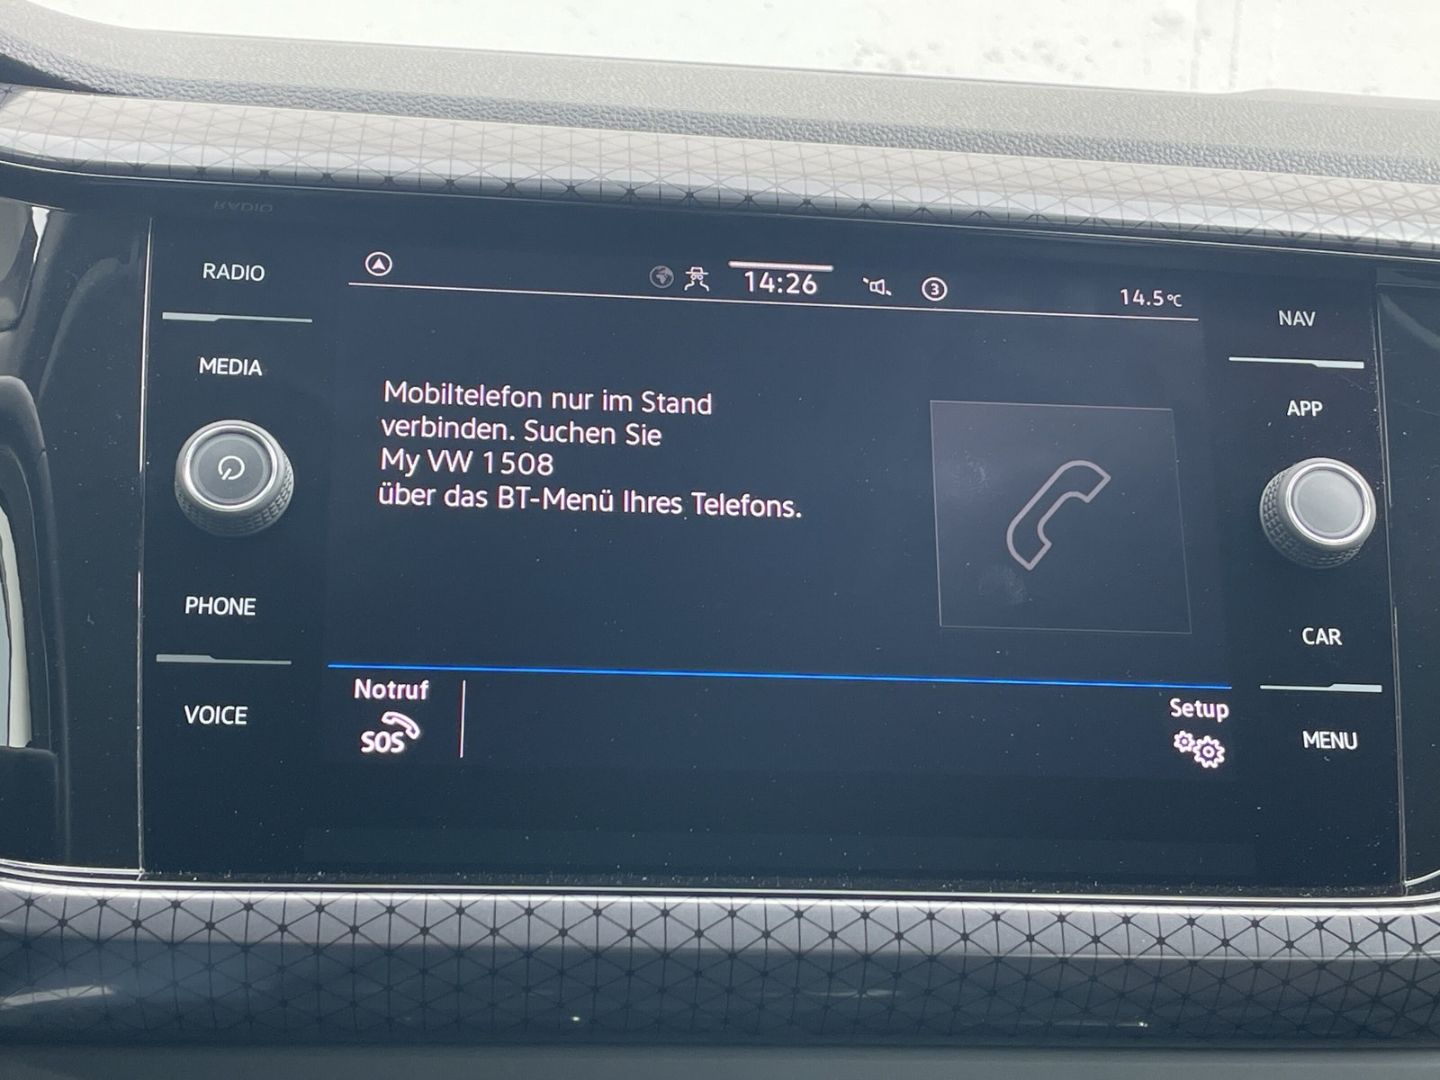 RADIO
MEDIA
PHONE
VOICE
14:26
3
14.5°C
Mobiltelefon nur im Stand
verbinden. Suchen Sie
My VW 1508
über das BT-Menü Ihres Telefons.
Notruf
SOS
Setup
NAV
APP
CAR
MENU